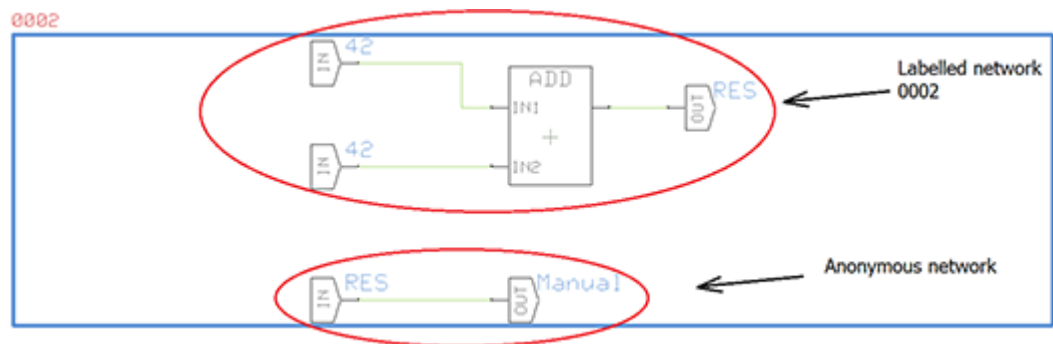 0002
IN 42
ADD
IN1
OUT RES
Labelled network
0002
IN 42
IN2
IN RES
OUT Manual
Anonymous network